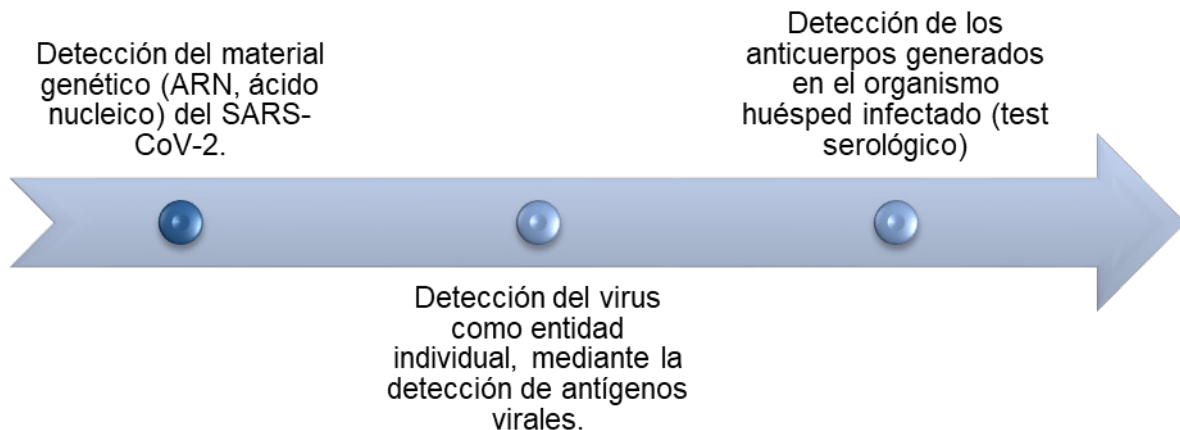 Detección del material
genético (ARN, ácido
nucleico) del SARS-
CoV-2.
Detección del virus
como entidad
individual, mediante la
detección de antígenos
virales.
Detección de los
anticuerpos generados
en el organismo
huésped infectado (test
serológico)